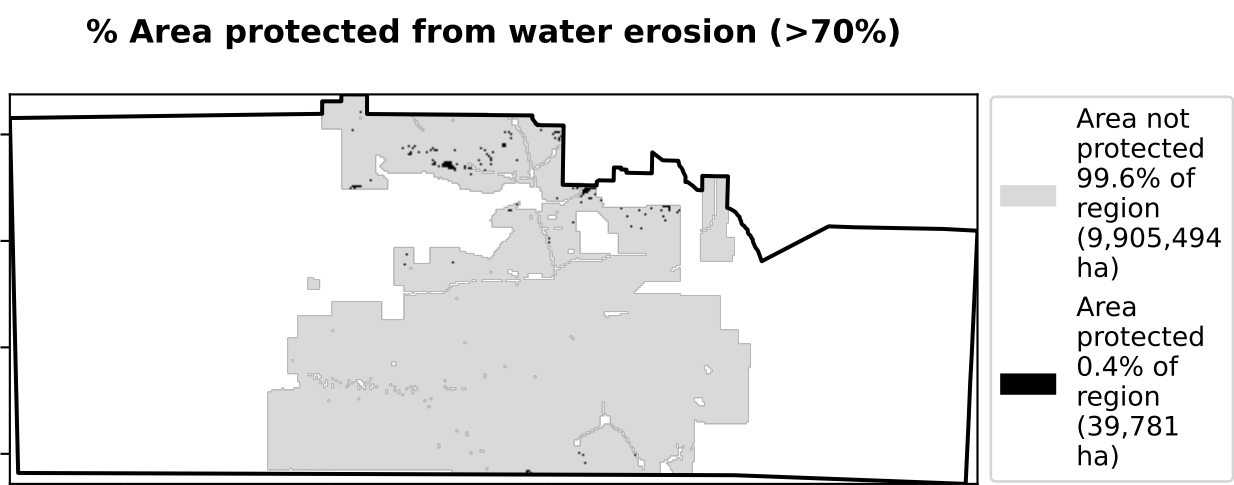 % Area protected from water erosion (>70%)
Area not
protected
99.6% of
region
(9,905,494
ha)
Area
protected
0.4% of
region
(39,781
ha)